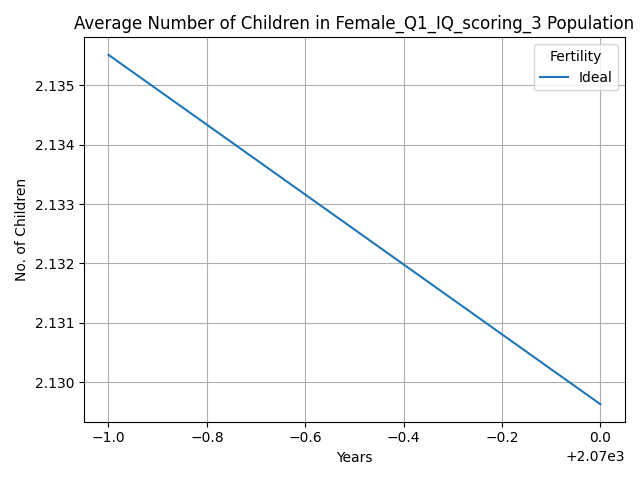 Average Number of Children in Female_Q1_IQ_scoring_3 Population
Fertility
Ideal
No. of Children
2.135
2.134
2.133
2.132
2.131
2.130
−1.0 −0.8 −0.6 −0.4 −0.2 0.0
+2.07e3
Years